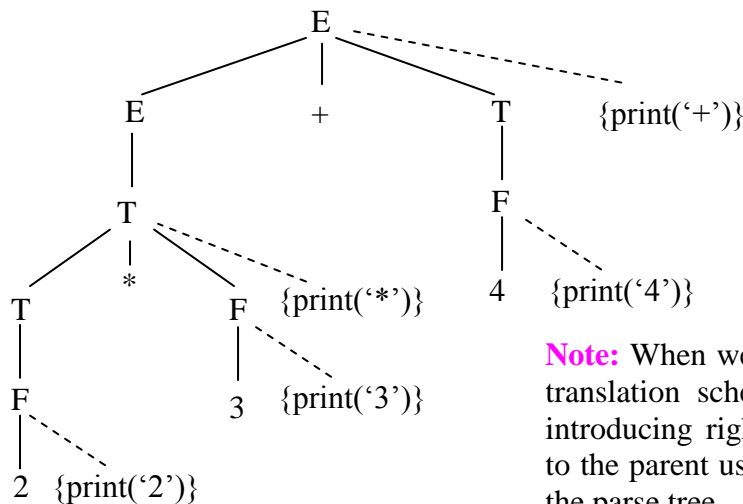 E
E + T {print(‘+’)}
T F
* 
T F {print(‘*’)} 4 {print(‘4’)}
Note: When we
translation sche
F 3 {print(‘3’)} introducing righ
to the parent us
2 {print(‘2’)} the parse tree